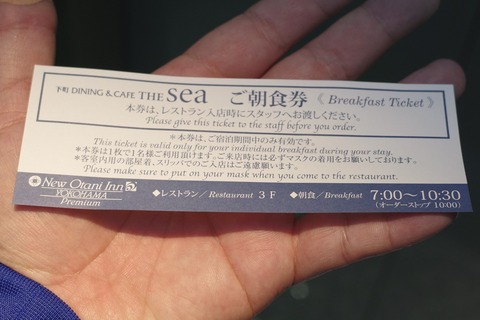 下町 DINING & CAFE THE sea ご朝食券《Breakfast Ticket》
本券は、レストラン入店時にスタッフへお渡しください。
Please give this ticket to the staff before you order.
*本券は、ご宿泊期間中のみ有効です。
This ticket is valid only for your individual breakfast during your stay.
*本券は1枚で1名様ご利用頂けます。ご来店時には必ずマスクの着用をお願いしております。
*客室内用の部屋着、スリッパでのご入店はご遠慮願います。
Please make sure to put on your mask when you come to the restaurant.
New Otani Inn
YOKOHAMA
Premium
◆レストラン/Restaurant 3F ◆朝食/Breakfast 7:00〜10:30
(オーダーストップ 10:00)